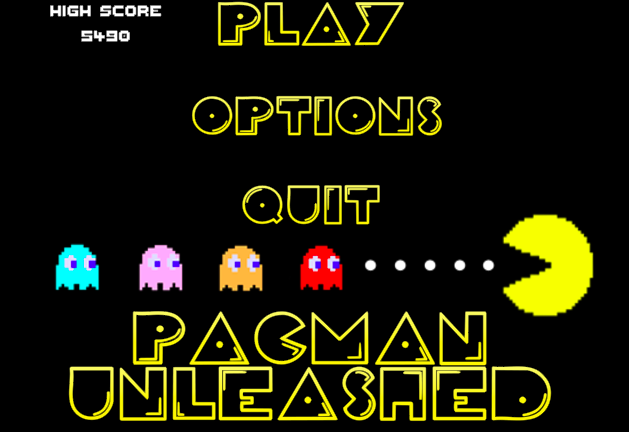 HIGH SCORE
5490
PLAY
OPTIONS
QUIT
PACMAN
UNLEASHED